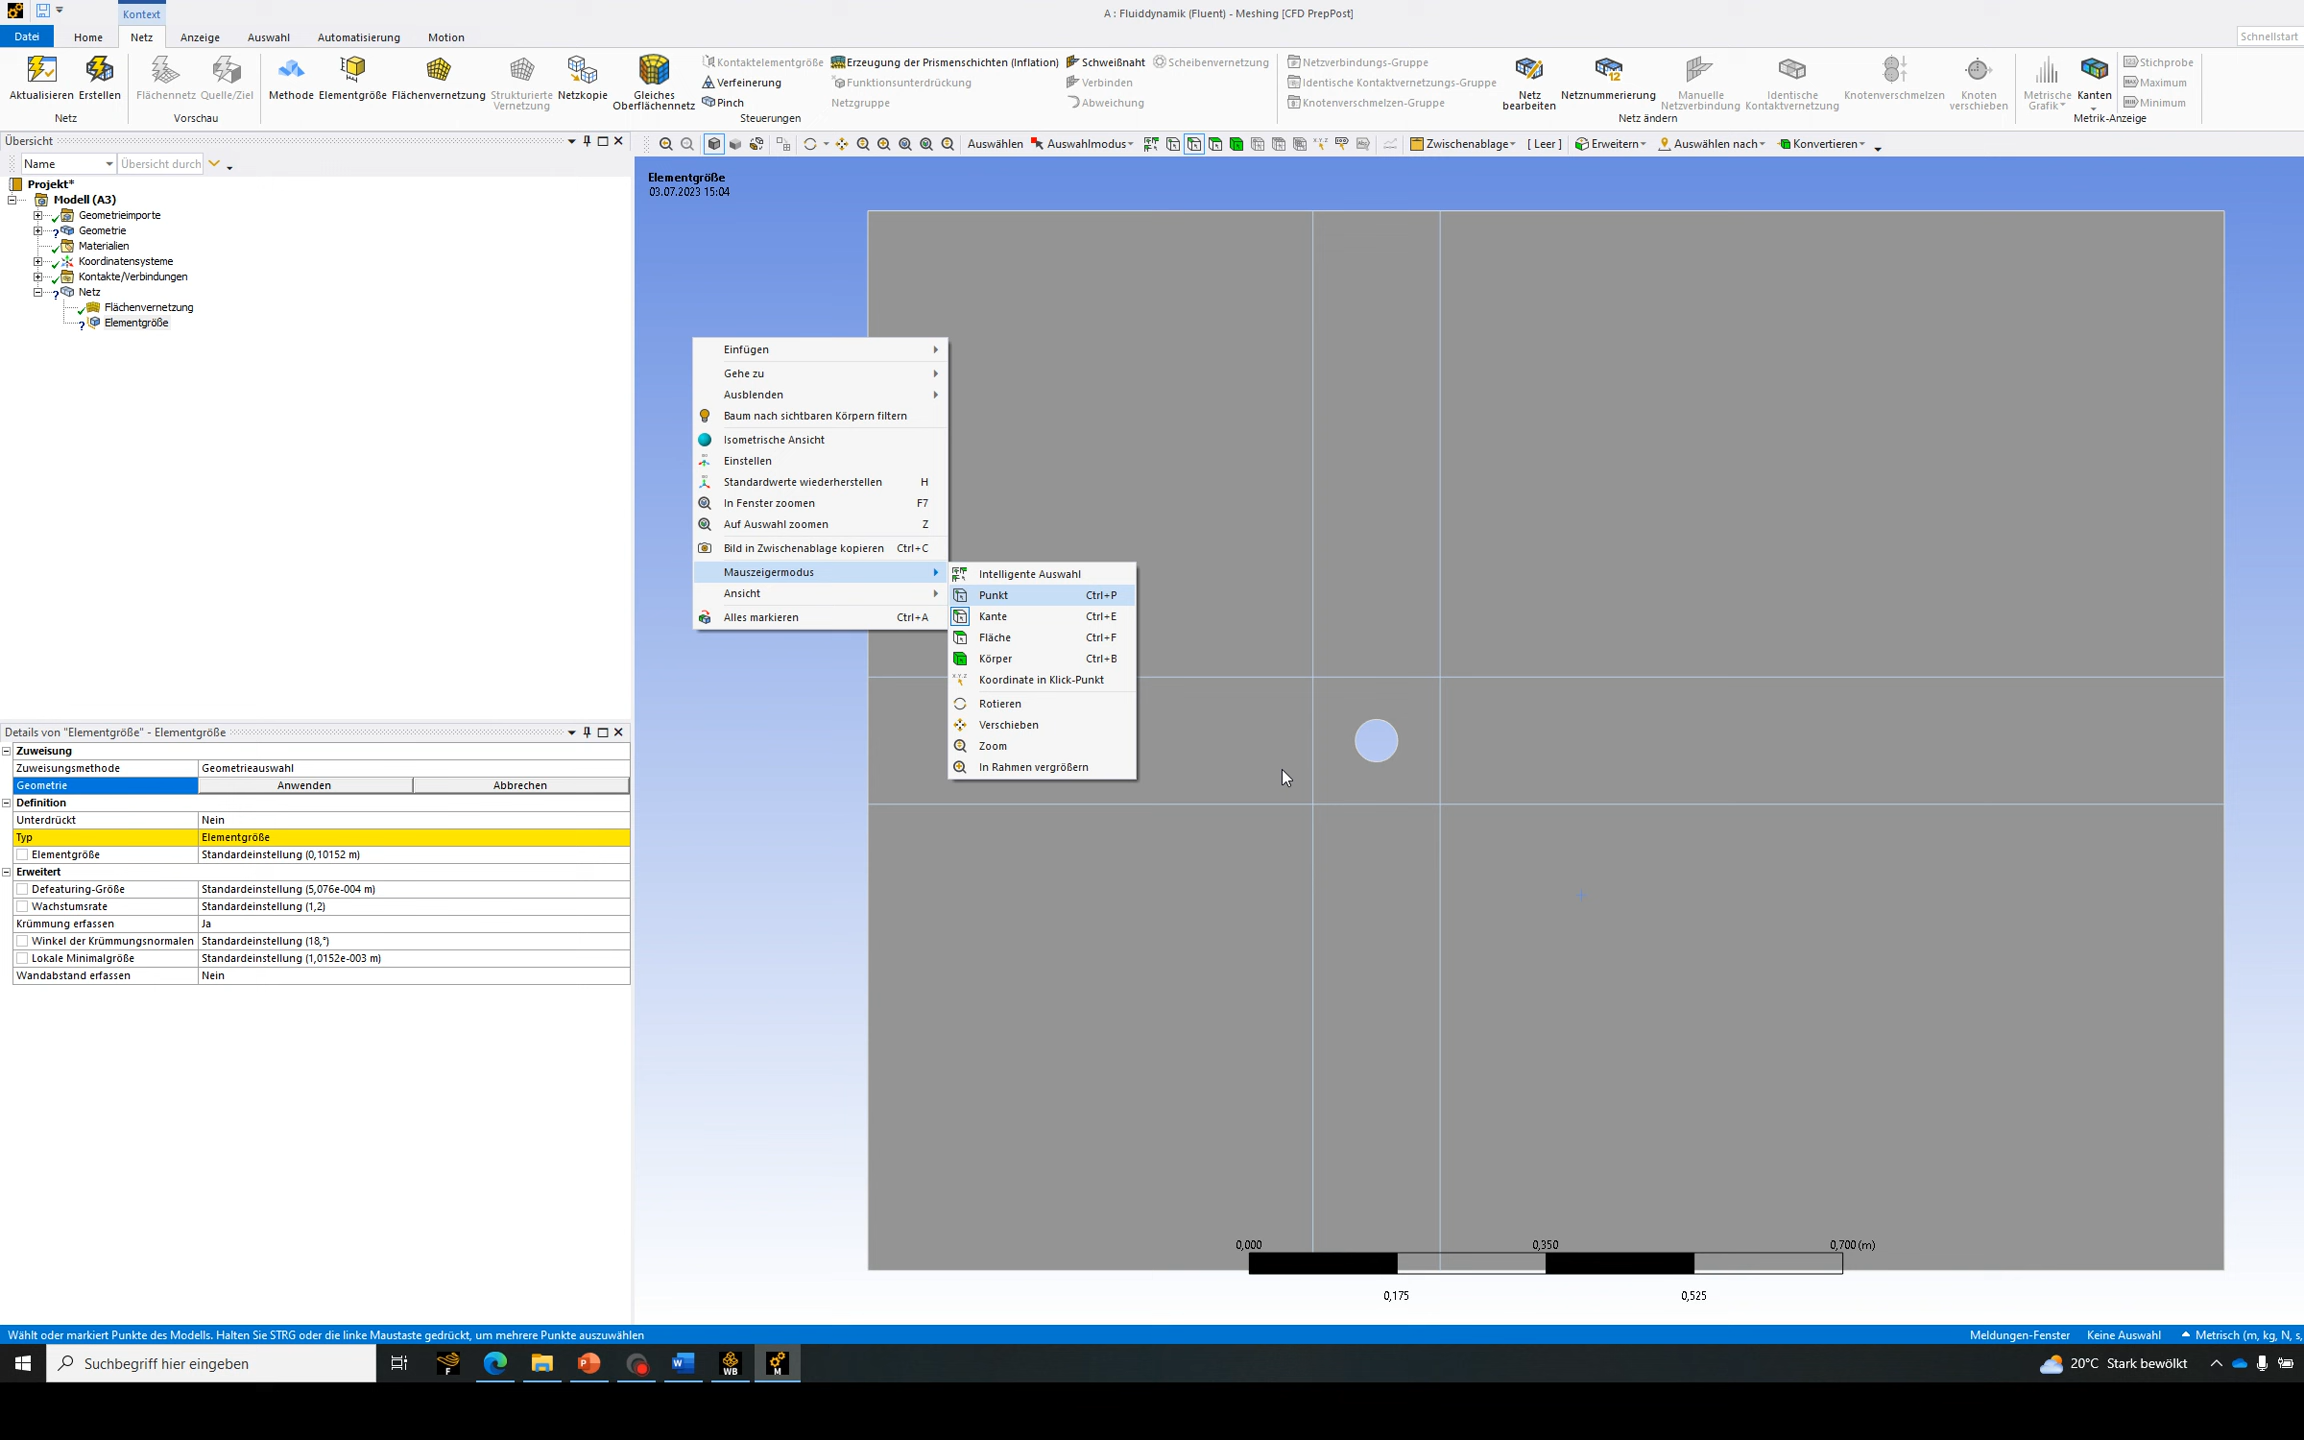 Kontext
A : Fluiddynamik (Fluent) - Meshing [CFD PrepPost]
Datei Home Netz Anzeige Auswahl Automatisierung Motion
Schnellstart
Aktualisieren Erstellen
Netz
Flächennetz Quelle/Ziel
Vorschau
Methode Elementgröße Flächenvernetzung Strukturierte Vernetzung Netzkopie Gleiches Oberflächennetz
Kontaktelementgröße Erzeugung der Prismenschichten (Inflation) Schweißnaht Scheibenvernetzung
Verfeinerung Funktionsunterdrückung Verbinden
Pinch Netzgruppe Abweichung
Steuerungen
Netzverbindungs-Gruppe
Identische Kontaktvernetzungs-Gruppe
Knotenverschmelzen-Gruppe
Netz bearbeiten Netznummerierung Manuelle Netzverbindung Identische Kontaktvernetzung Knotenverschmelzen Knoten verschieben
Netz ändern
Metrische Grafik Kanten
Stichprobe
Maximum
Minimum
Metrik-Anzeige
Übersicht
Name Übersicht durch
Auswählen Auswahlmodus Zwischenablage [ Leer ] Erweitern Auswählen nach Konvertieren
Projekt*
Modell (A3)
Geometrieimporte
Geometrie
Materialien
Koordinatensysteme
Kontakte/Verbindungen
Netz
Flächenvernetzung
Elementgröße
Elementgröße
03.07.2023 15:04
Einfügen
Gehe zu
Ausblenden
Baum nach sichtbaren Körpern filtern
Isometrische Ansicht
Einstellen
Standardwerte wiederherstellen H
In Fenster zoomen F7
Auf Auswahl zoomen Z
Bild in Zwischenablage kopieren Ctrl+C
Mauszeigermodus
Ansicht
Alles markieren Ctrl+A
Intelligente Auswahl
Punkt Ctrl+P
Kante Ctrl+E
Fläche Ctrl+F
Körper Ctrl+B
Koordinate in Klick-Punkt
Rotieren
Verschieben
Zoom
In Rahmen vergrößern
0,000 0,350 0,700 (m)
0,175 0,525
Details von "Elementgröße" - Elementgröße
Zuweisung
Zuweisungsmethode Geometrieauswahl
Geometrie Anwenden Abbrechen
Definition
Unterdrückt Nein
Typ Elementgröße
Elementgröße Standardeinstellung (0,10152 m)
Erweitert
Defeaturing-Größe Standardeinstellung (5,076e-004 m)
Wachstumsrate Standardeinstellung (1,2)
Krümmung erfassen Ja
Winkel der Krümmungsnormalen Standardeinstellung (18,°)
Lokale Minimalgröße Standardeinstellung (1,0152e-003 m)
Wandabstand erfassen Nein
Wählt oder markiert Punkte des Modells. Halten Sie STRG oder die linke Maustaste gedrückt, um mehrere Punkte auszuwählen
Meldungen-Fenster Keine Auswahl Metrisch (m, kg, N, s,
Suchbegriff hier eingeben
F P W WB M
20°C Stark bewölkt